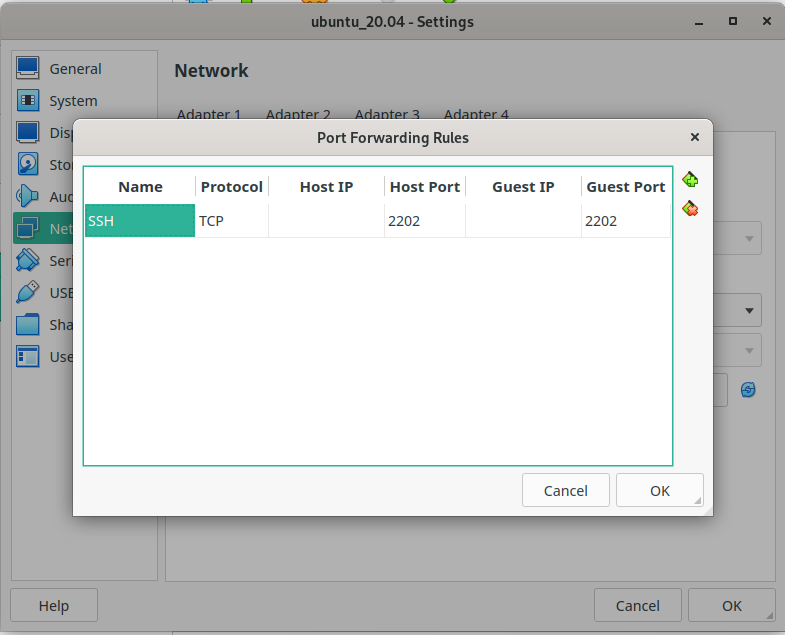 ubuntu_20.04 - Settings
General
System
Disp
Sto
Aud
Net
Seri
USB
Sha
Use
Network
Adapter 1 Adapter 2 Adapter 3 Adapter 4
Port Forwarding Rules
Name Protocol Host IP Host Port Guest IP Guest Port
SSH TCP 2202 2202
Cancel OK
Help Cancel OK